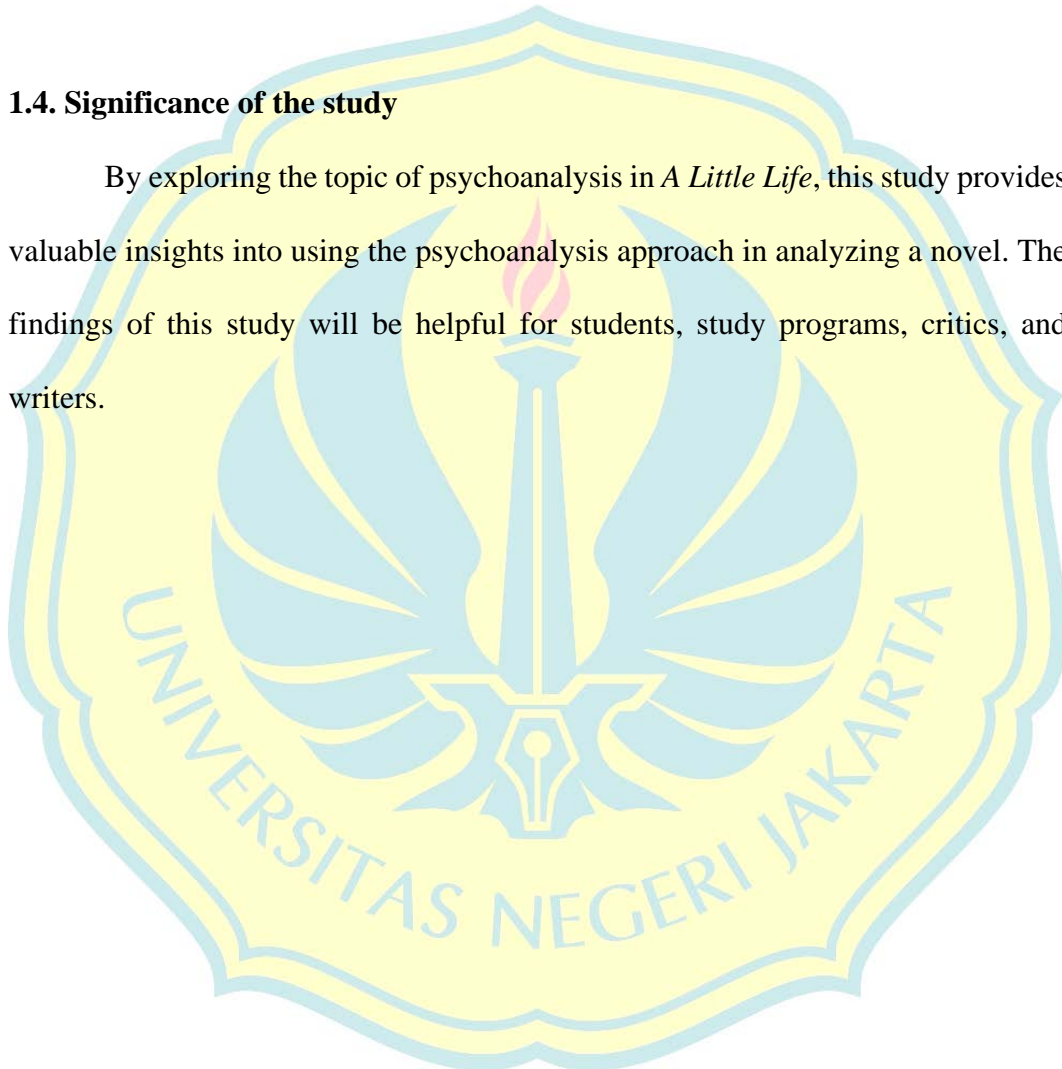 1.4. Significance of the study
By exploring the topic of psychoanalysis in A Little Life, this study provides
valuable insights into using the psychoanalysis approach in analyzing a novel. The
findings of this study will be helpful for students, study programs, critics, and
writers.
UNIVERSITAS NEGERI JAKARTA